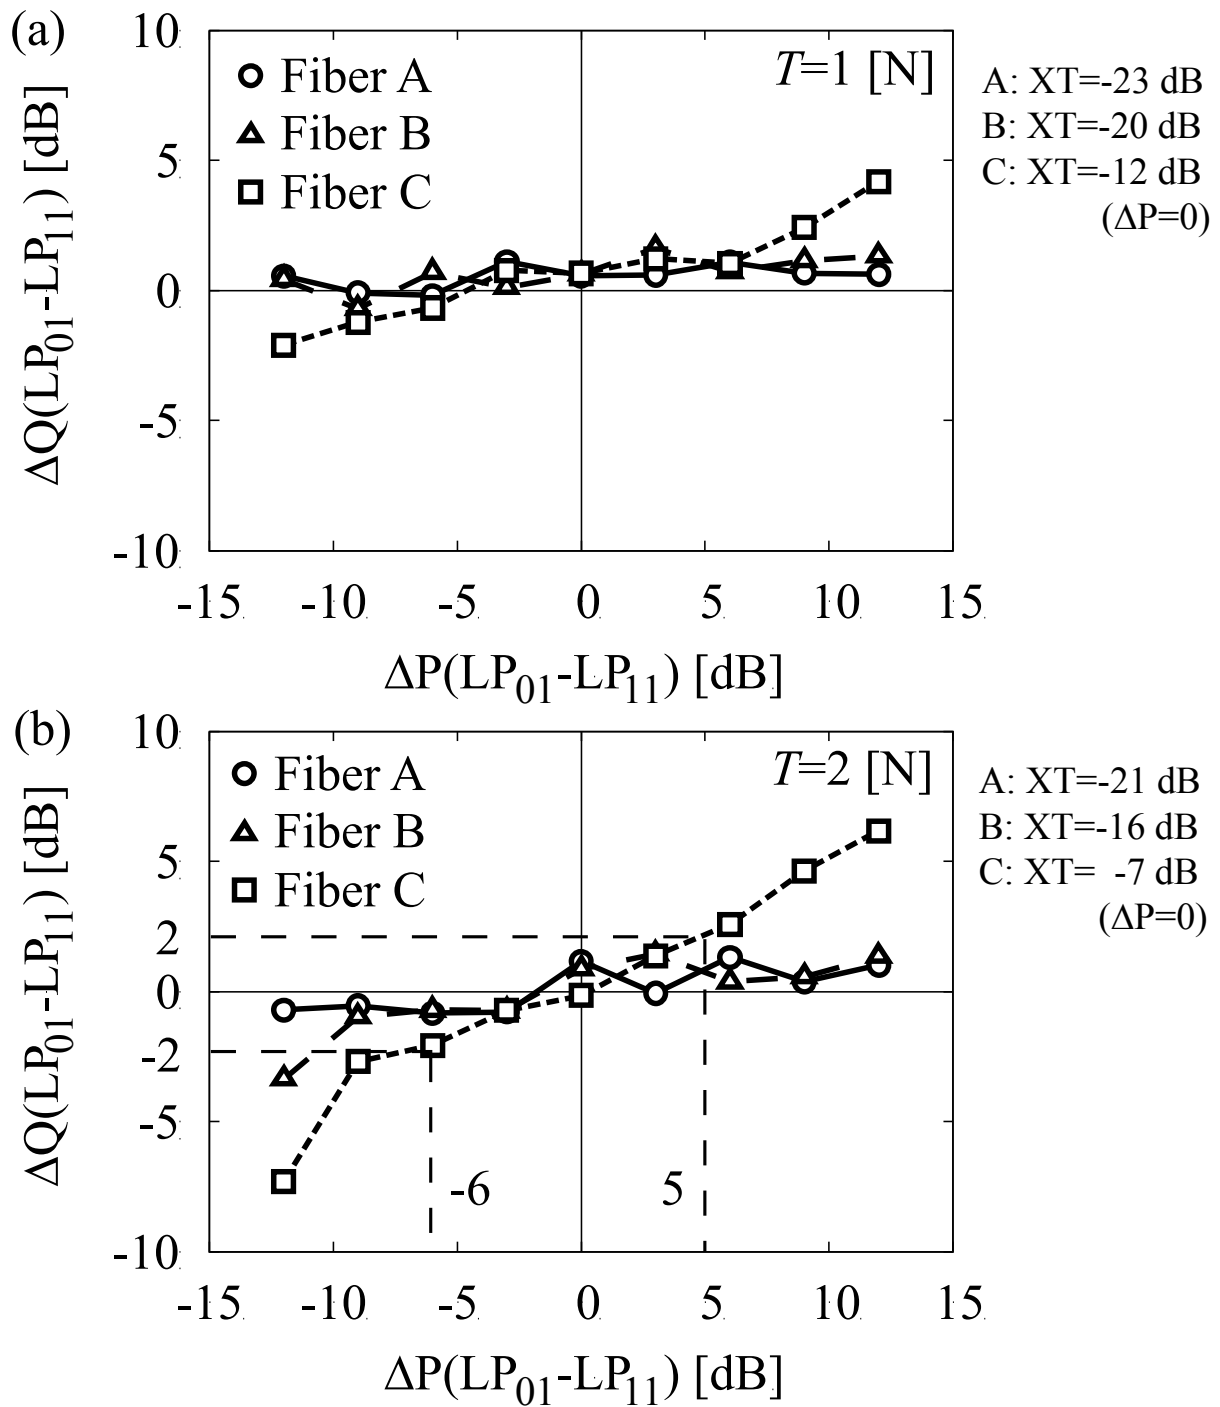 (a)
10
5
0
-5
-10
ΔQ(LP01-LP11) [dB]
Fiber A
Fiber B
Fiber C
T=1 [N]
A: XT=-23 dB
B: XT=-20 dB
C: XT=-12 dB
(ΔP=0)
-15 -10 -5 0 5 10 15
ΔP(LP01-LP11) [dB]
(b)
10
5
2
0
-2
-5
-10
ΔQ(LP01-LP11) [dB]
Fiber A
Fiber B
Fiber C
T=2 [N]
A: XT=-21 dB
B: XT=-16 dB
C: XT= -7 dB
(ΔP=0)
-6 5
-15 -10 -5 0 5 10 15
ΔP(LP01-LP11) [dB]